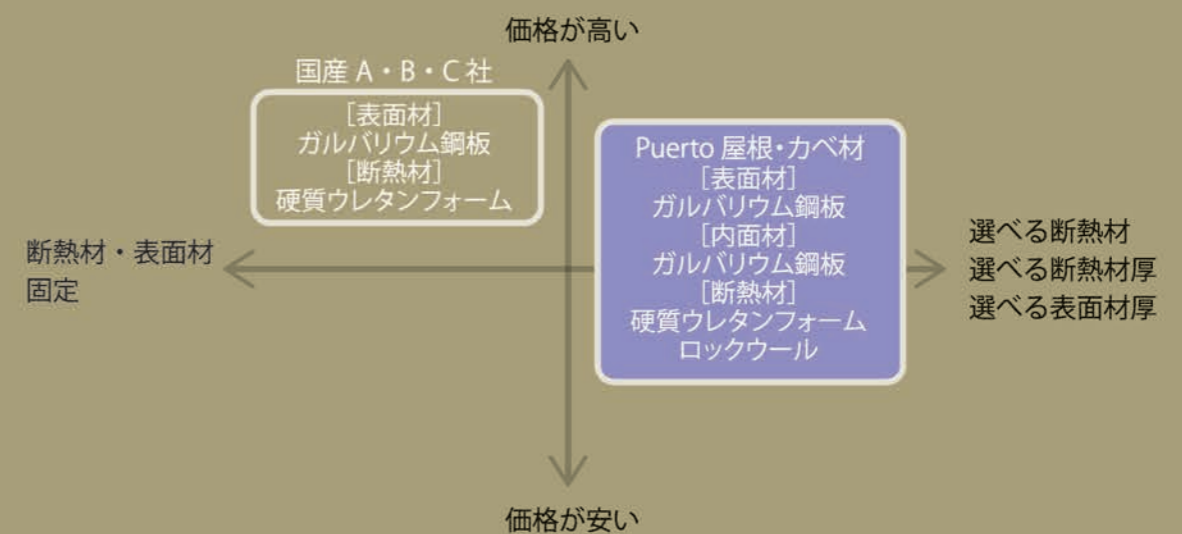 価格が高い
国産 A・B・C 社
［表面材］
ガルバリウム鋼板
［断熱材］
硬質ウレタンフォーム
Puerto 屋根・カベ材
［表面材］
ガルバリウム鋼板
［内面材］
ガルバリウム鋼板
［断熱材］
硬質ウレタンフォーム
ロックウール
断熱材・表面材
固定
選べる断熱材
選べる断熱材厚
選べる表面材厚
価格が安い